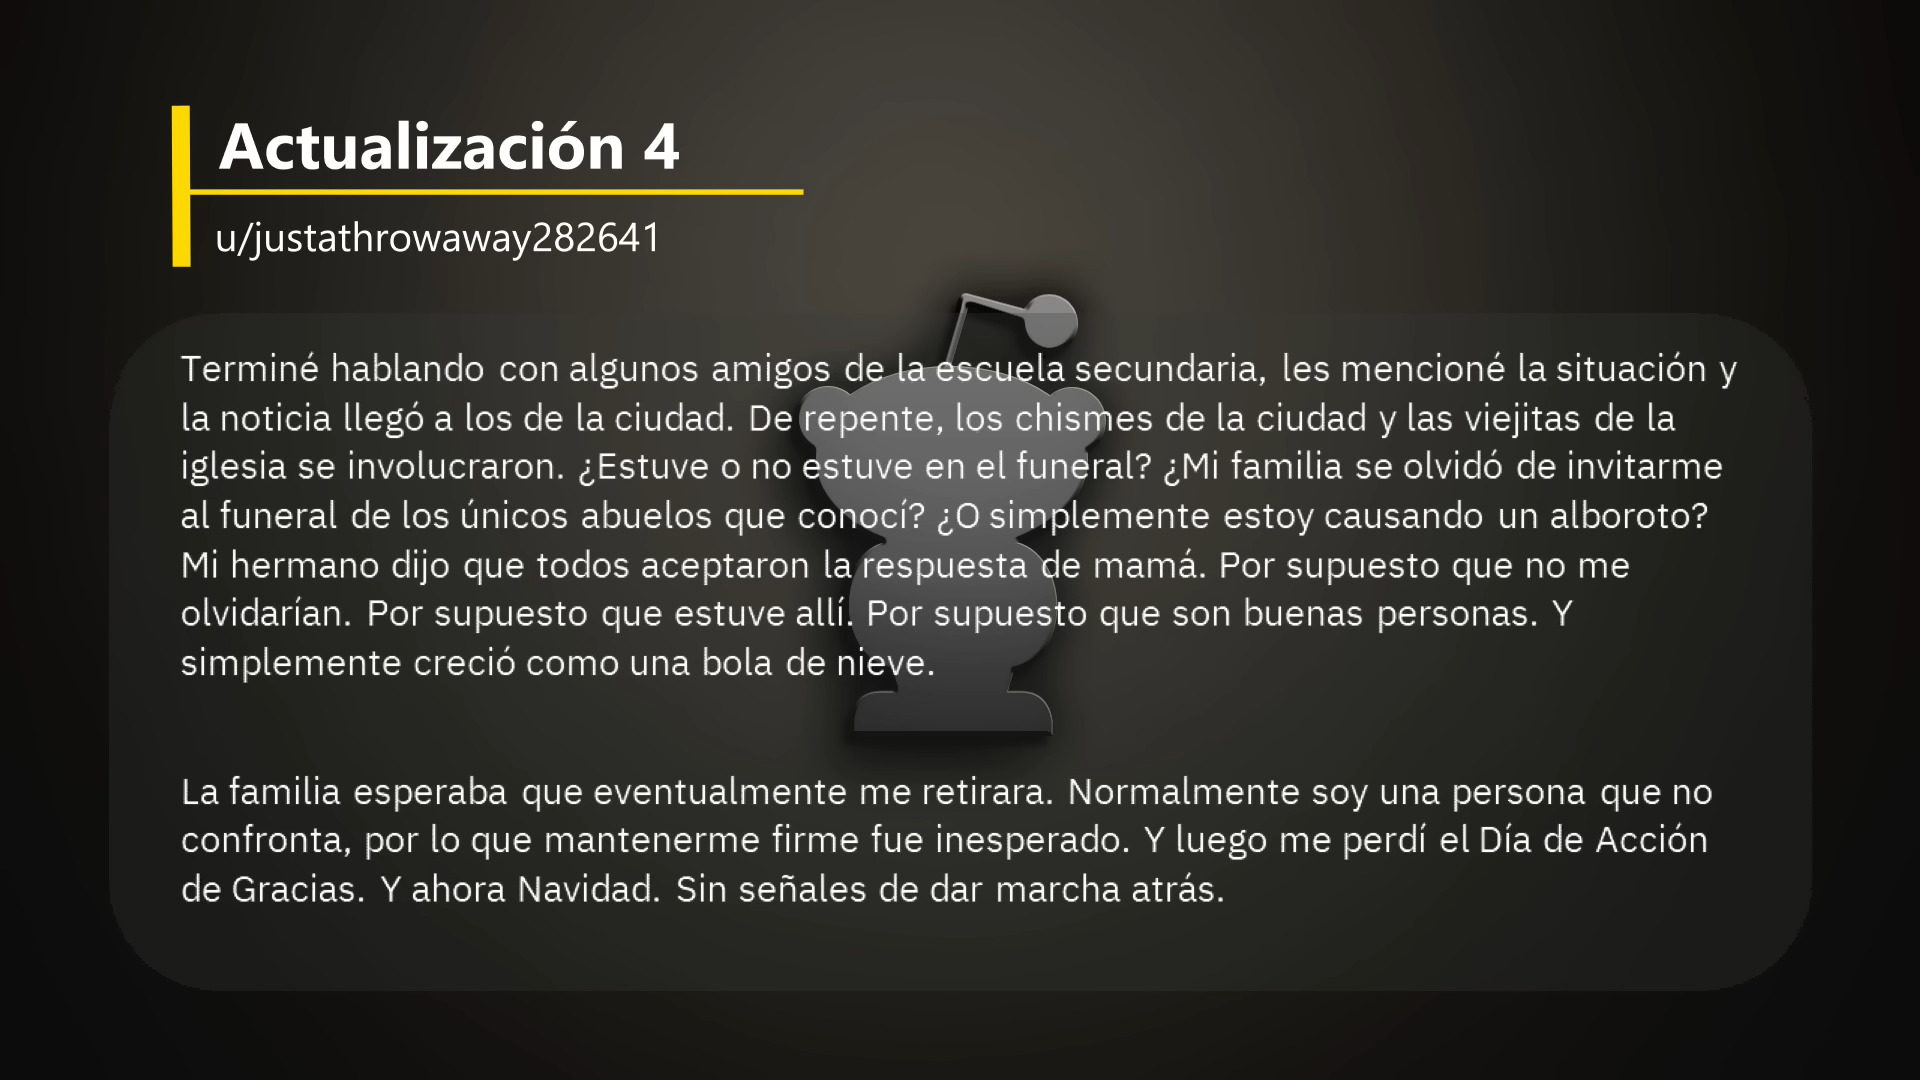 Actualización 4
u/justathrowaway282641
Terminé hablando con algunos amigos de la escuela secundaria, les mencioné la situación y
la noticia llegó a los de la ciudad. De repente, los chismes de la ciudad y las viejitas de la
iglesia se involucraron. ¿Estuve o no estuve en el funeral? ¿Mi familia se olvidó de invitarme
al funeral de los únicos abuelos que conocí? ¿O simplemente estoy causando un alboroto?
Mi hermano dijo que todos aceptaron la respuesta de mamá. Por supuesto que no me
olvidarían. Por supuesto que estuve allí. Por supuesto que son buenas personas. Y
simplemente creció como una bola de nieve.
La familia esperaba que eventualmente me retirara. Normalmente soy una persona que no
confronta, por lo que mantenerme firme fue inesperado. Y luego me perdí el Día de Acción
de Gracias. Y ahora Navidad. Sin señales de dar marcha atrás.